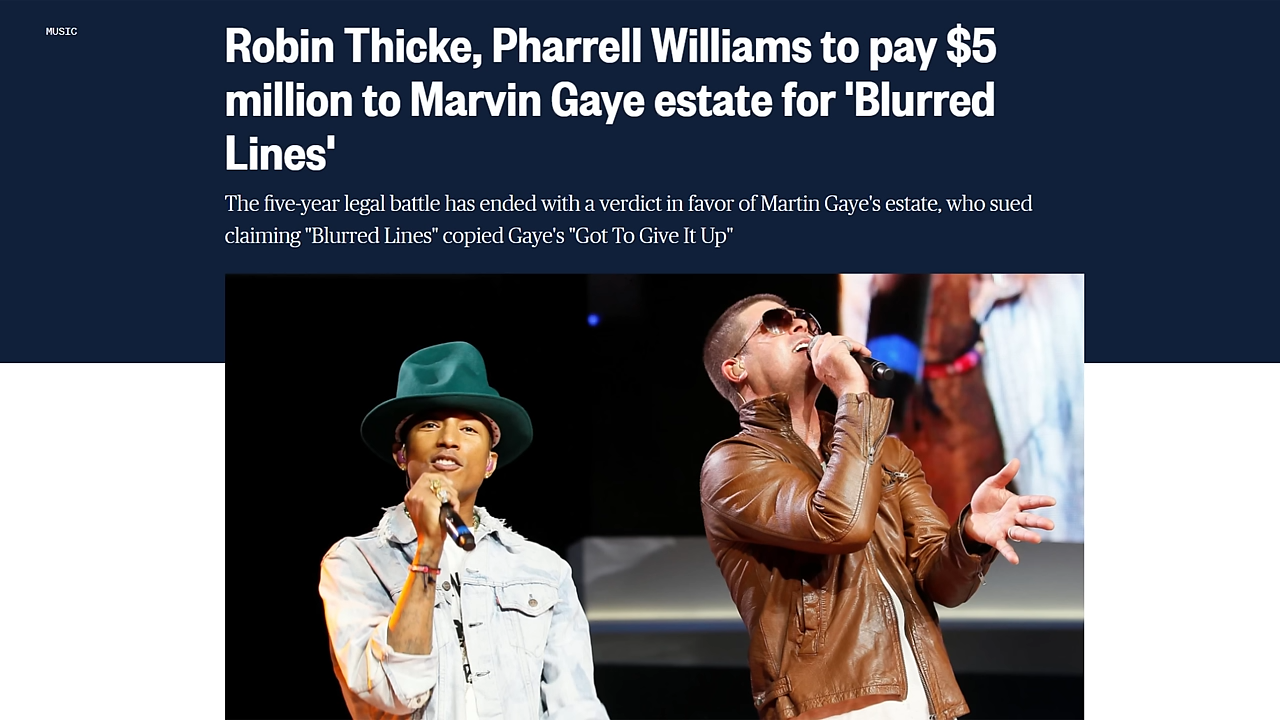 MUSIC
Robin Thicke, Pharrell Williams to pay $5
million to Marvin Gaye estate for 'Blurred
Lines'
The five-year legal battle has ended with a verdict in favor of Martin Gaye's estate, who sued
claiming "Blurred Lines" copied Gaye's "Got To Give It Up"